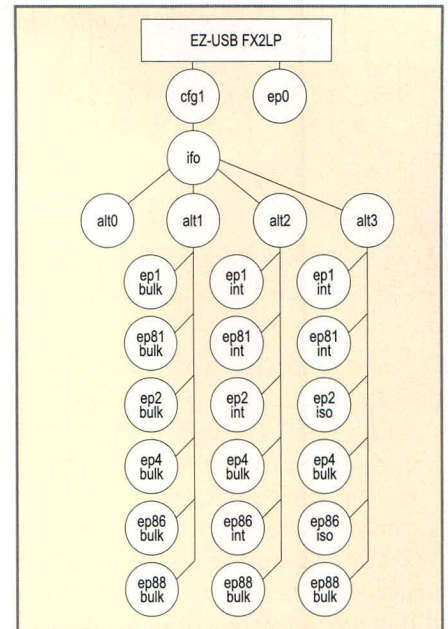 EZ-USB FX2LP
cfg1 ep0
ifo
alt0 alt1 alt2 alt3
ep1 bulk
ep1 int
ep1 int
ep81 bulk
ep81 int
ep81 int
ep2 bulk
ep2 int
ep2 iso
ep4 bulk
ep4 bulk
ep4 bulk
ep86 bulk
ep86 int
ep86 iso
ep88 bulk
ep88 bulk
ep88 bulk